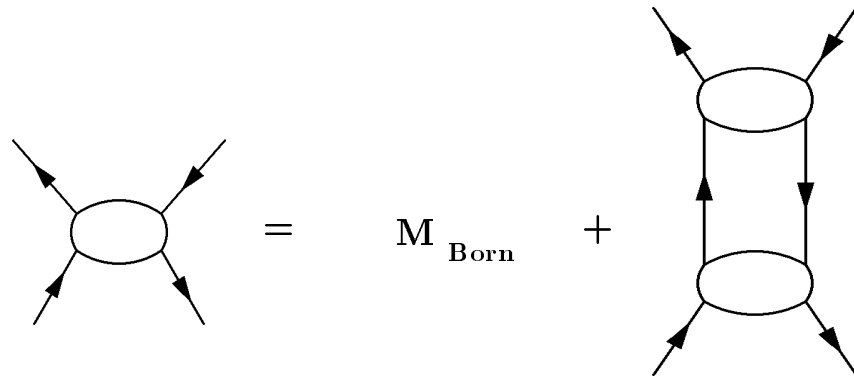 = M Born +